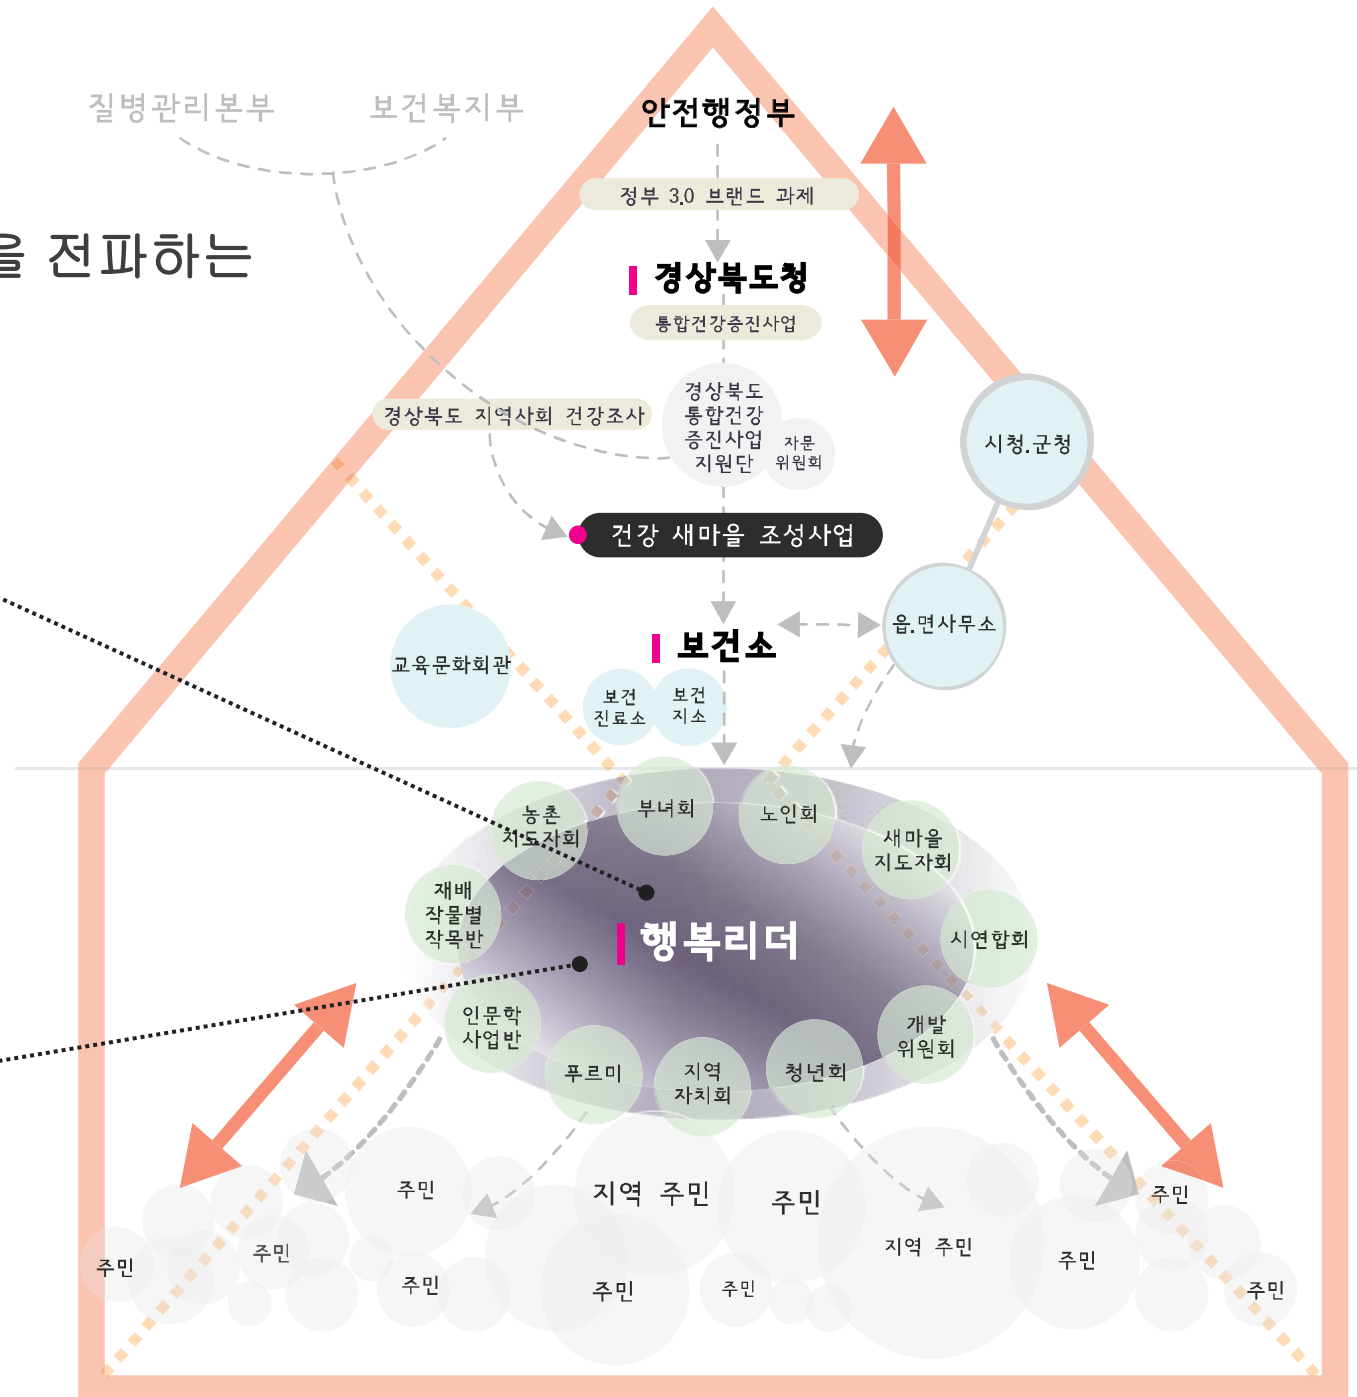 질병관리본부
보건복지부
안전행정부
정부 3.0 브랜드 과제
을 전파하는
경상북도청
통합건강증진사업
경상북도
통합건강
증진사업
지원단
자문
위원회
경상북도 지역사회 건강조사
시청.군청
건강 새마을 조성사업
읍.면사무소
보건소
교육문화회관
보건
진료소
보건
지소
부녀회
노인회
농촌
지도자회
새마을
지도자회
재배
작물별
작목반
행복리더
시연합회
인문학
사업반
개발
위원회
푸르미
지역
자치회
청년회
주민
지역 주민
주민
주민
주민
주민
지역 주민
주민
주민
주민
주민
주민